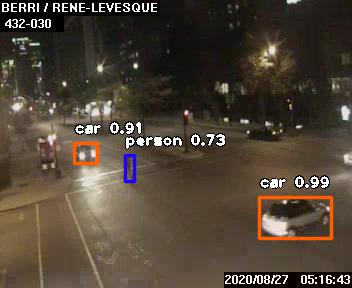 BERRI / RENE-LEVESQUE
432-030
car 0.91
person 0.73
car 0.99
2020/08/27 05:16:43